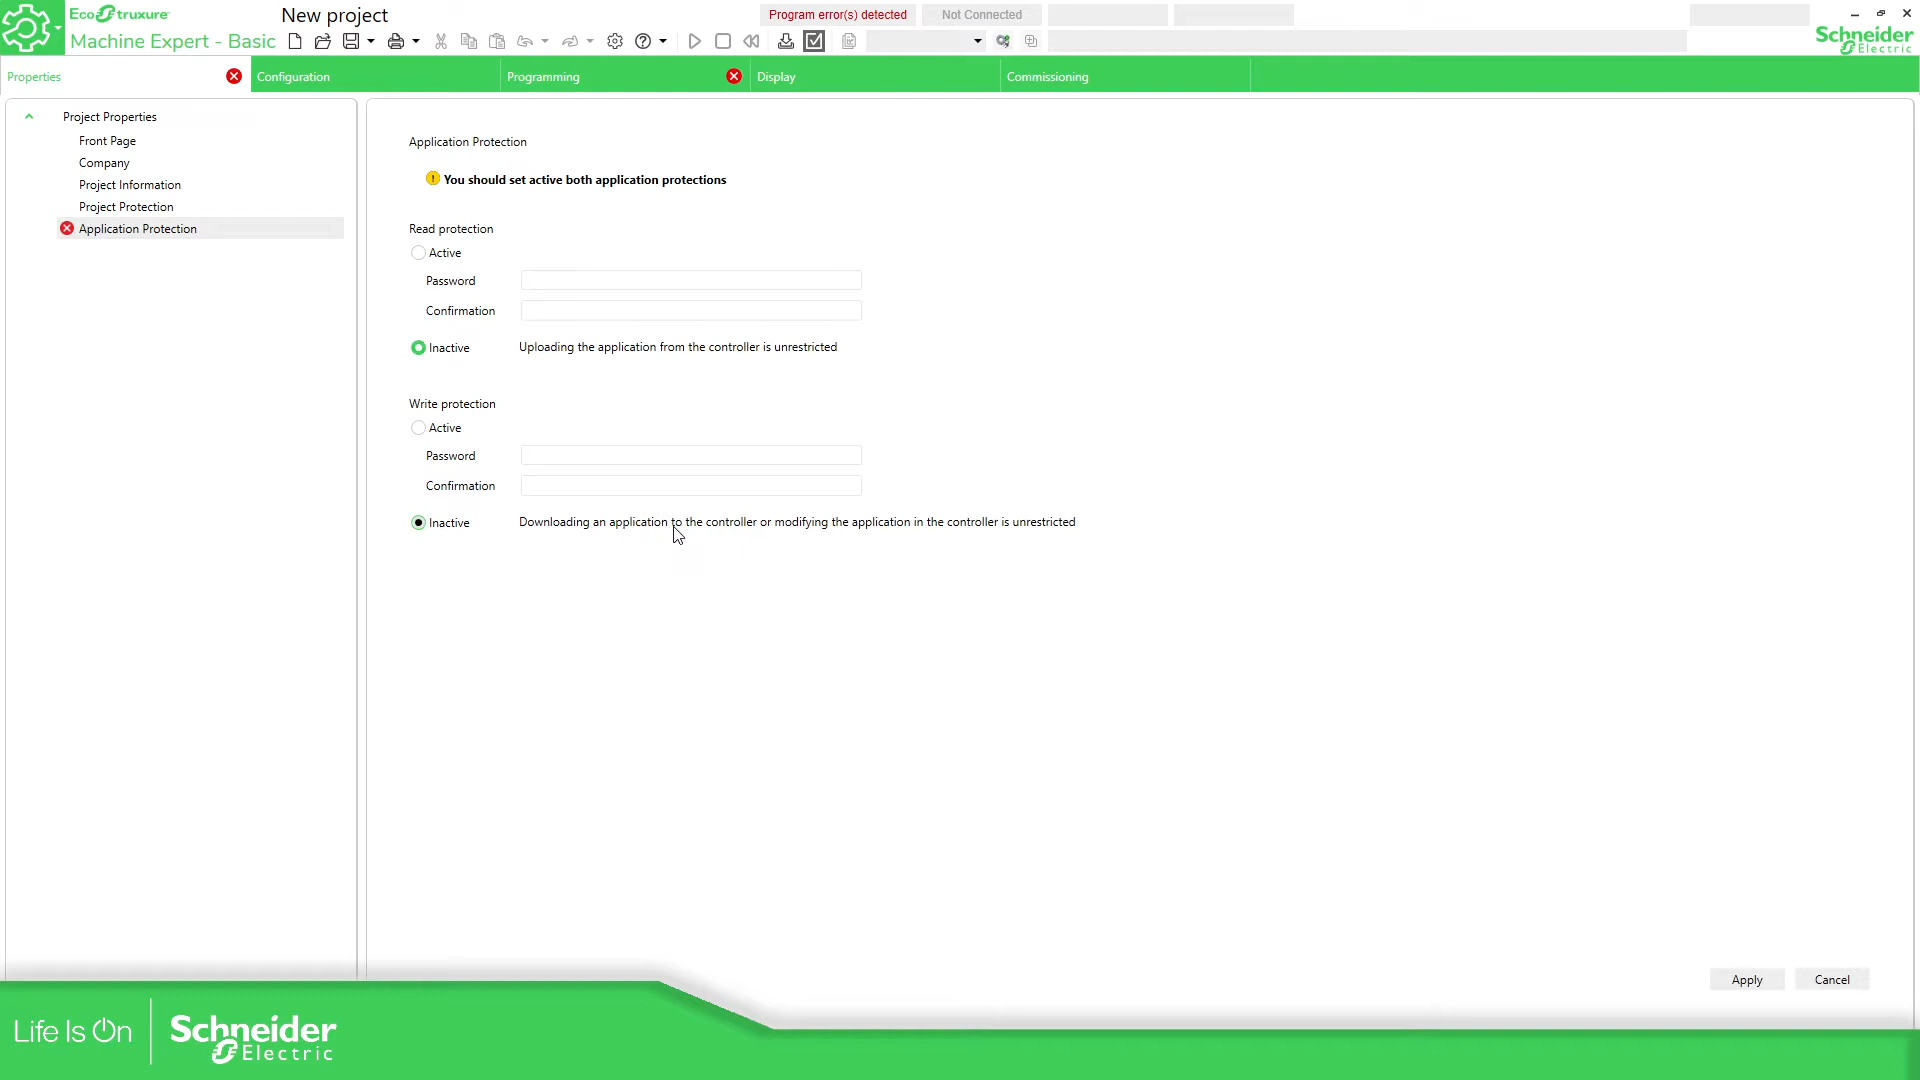 EcoStruxure
New project
Program error(s) detected
Not Connected
Machine Expert - Basic
Schneider
Electric
Properties
Configuration
Programming
Display
Commissioning
Project Properties
Front Page
Company
Project Information
Project Protection
Application Protection
Application Protection
You should set active both application protections
Read protection
Active
Password
Confirmation
Inactive
Uploading the application from the controller is unrestricted
Write protection
Active
Password
Confirmation
Inactive
Downloading an application to the controller or modifying the application in the controller is unrestricted
Apply
Cancel
Life Is On
Schneider
Electric